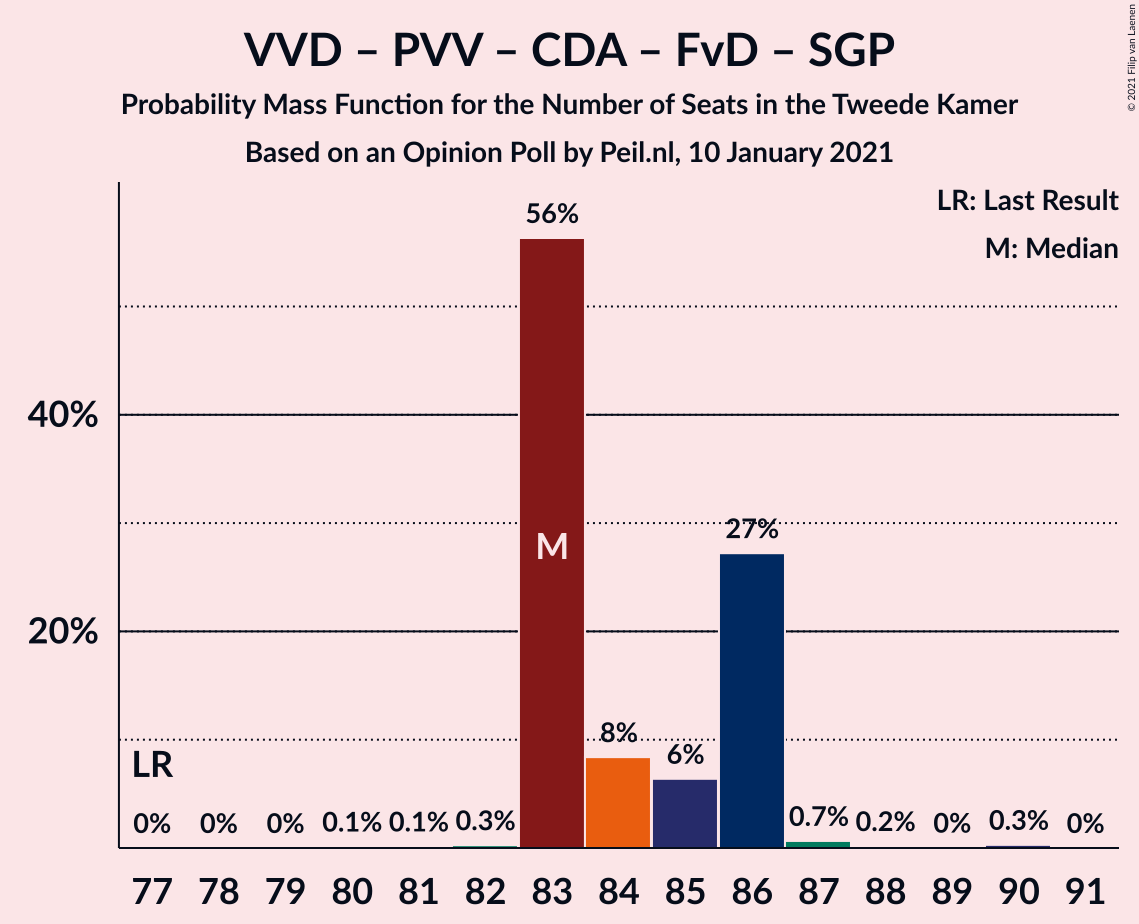 VVD – PVV – CDA – FvD – SGP
Probability Mass Function for the Number of Seats in the Tweede Kamer
Based on an Opinion Poll by Peil.nl, 10 January 2021
© 2021 Filip van Laenen
LR: Last Result
M: Median
56%
40%
27%
M
20%
8%
6%
LR
0% 0% 0% 0.1% 0.1% 0.3% 0.7% 0.2% 0% 0.3% 0%
77 78 79 80 81 82 83 84 85 86 87 88 89 90 91